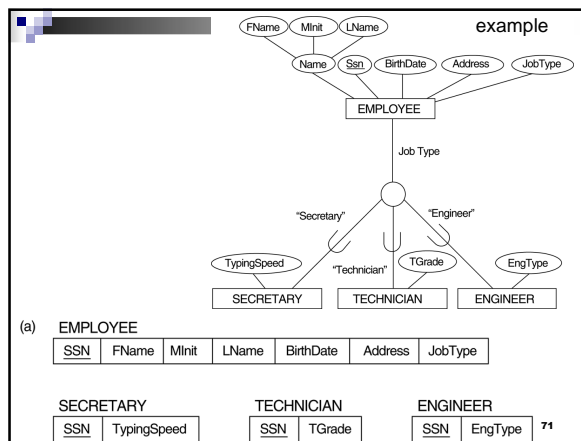 example
FName MInit LName
Name Ssn BirthDate Address JobType
EMPLOYEE
Job Type
"Secretary" "Engineer"
"Technician"
TypingSpeed TGrade EngType
SECRETARY TECHNICIAN ENGINEER
(a) EMPLOYEE
SSN FName MInit LName BirthDate Address JobType
SECRETARY TECHNICIAN ENGINEER
SSN TypingSpeed SSN TGrade SSN EngType 71